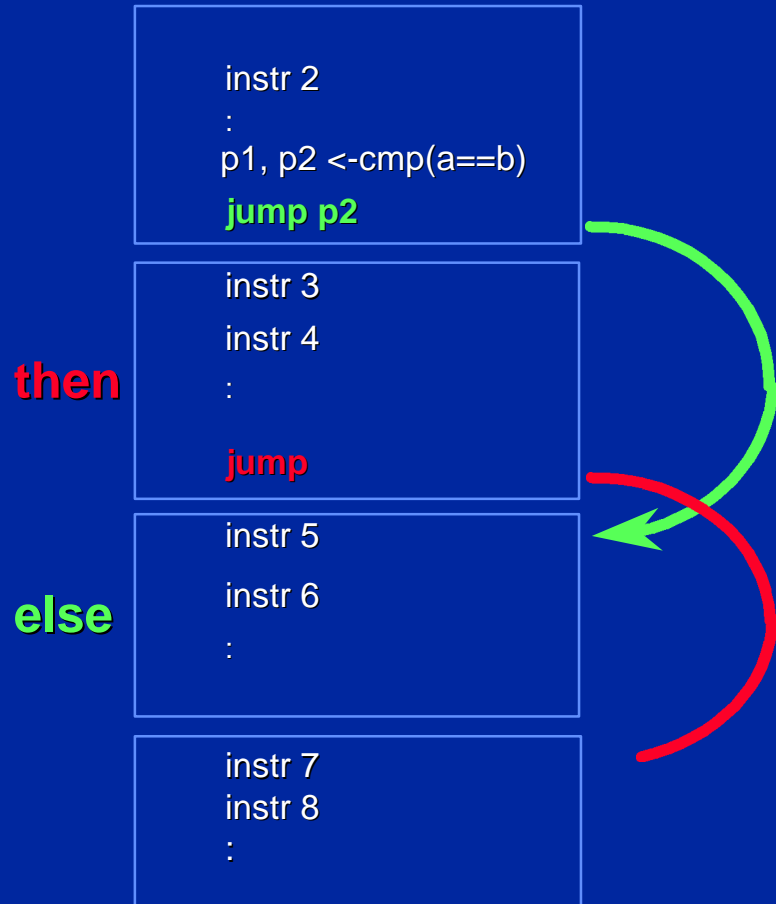 instr 2
:
p1, p2 <-cmp(a==b)
jump p2
instr 3
instr 4
then
:
jump
instr 5
instr 6
else
:
instr 7
instr 8
: